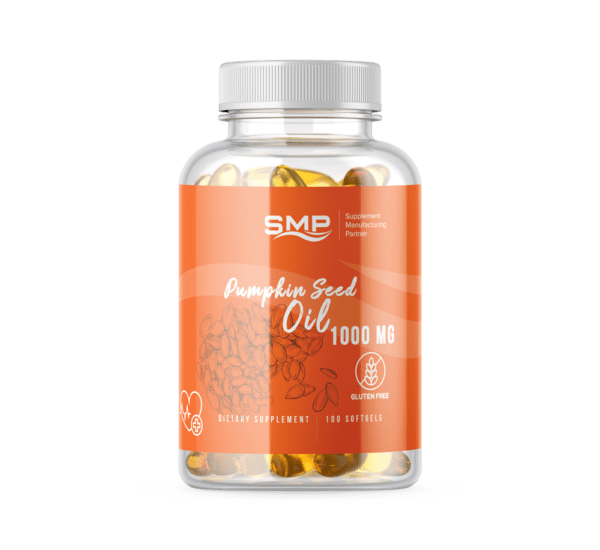 SMP
Supplement
Manufacturing
Partner
Pumpkin Seed
Oil
1000 MG
GLUTEN FREE
DIETARY SUPPLEMENT
100 SOFTGELS